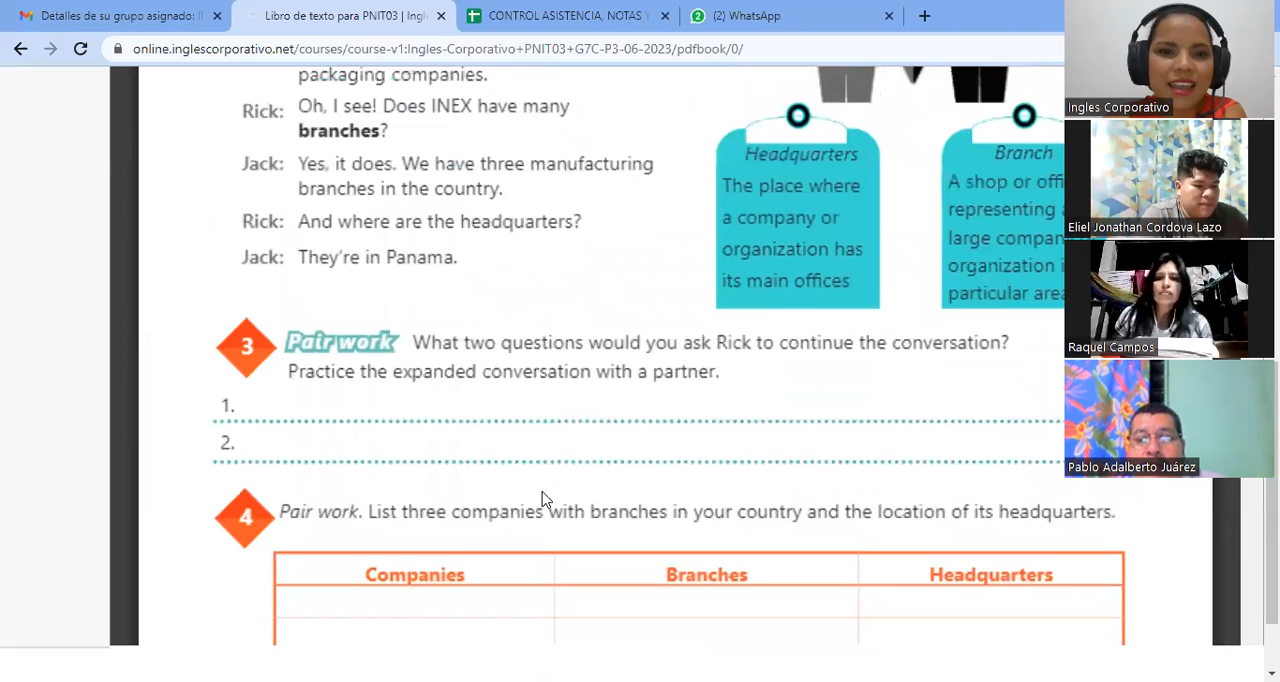 Detalles de su grupo asignado: I
Libro de texto para PNIT03 | Ingl
CONTROL ASISTENCIA, NOTAS Y
(2) WhatsApp
online.inglescorporativo.net/courses/course-v1:Ingles-Corporativo+PNIT03+G7C-P3-06-2023/pdfbook/0/
packaging companies.
Rick: Oh, I see! Does INEX have many
branches?
Jack: Yes, it does. We have three manufacturing
branches in the country.
Rick: And where are the headquarters?
Jack: They're in Panama.
Headquarters
The place where
a company or
organization has
its main offices
Branch
A shop or offi
representing a
large compan
organization i
particular area
3 Pair work What two questions would you ask Rick to continue the conversation?
Practice the expanded conversation with a partner.
1.
2.
4 Pair work. List three companies with branches in your country and the location of its headquarters.
Companies Branches Headquarters
Ingles Corporativo
Eliel Jonathan Cordova Lazo
Raquel Campos
Pablo Adalberto Juárez